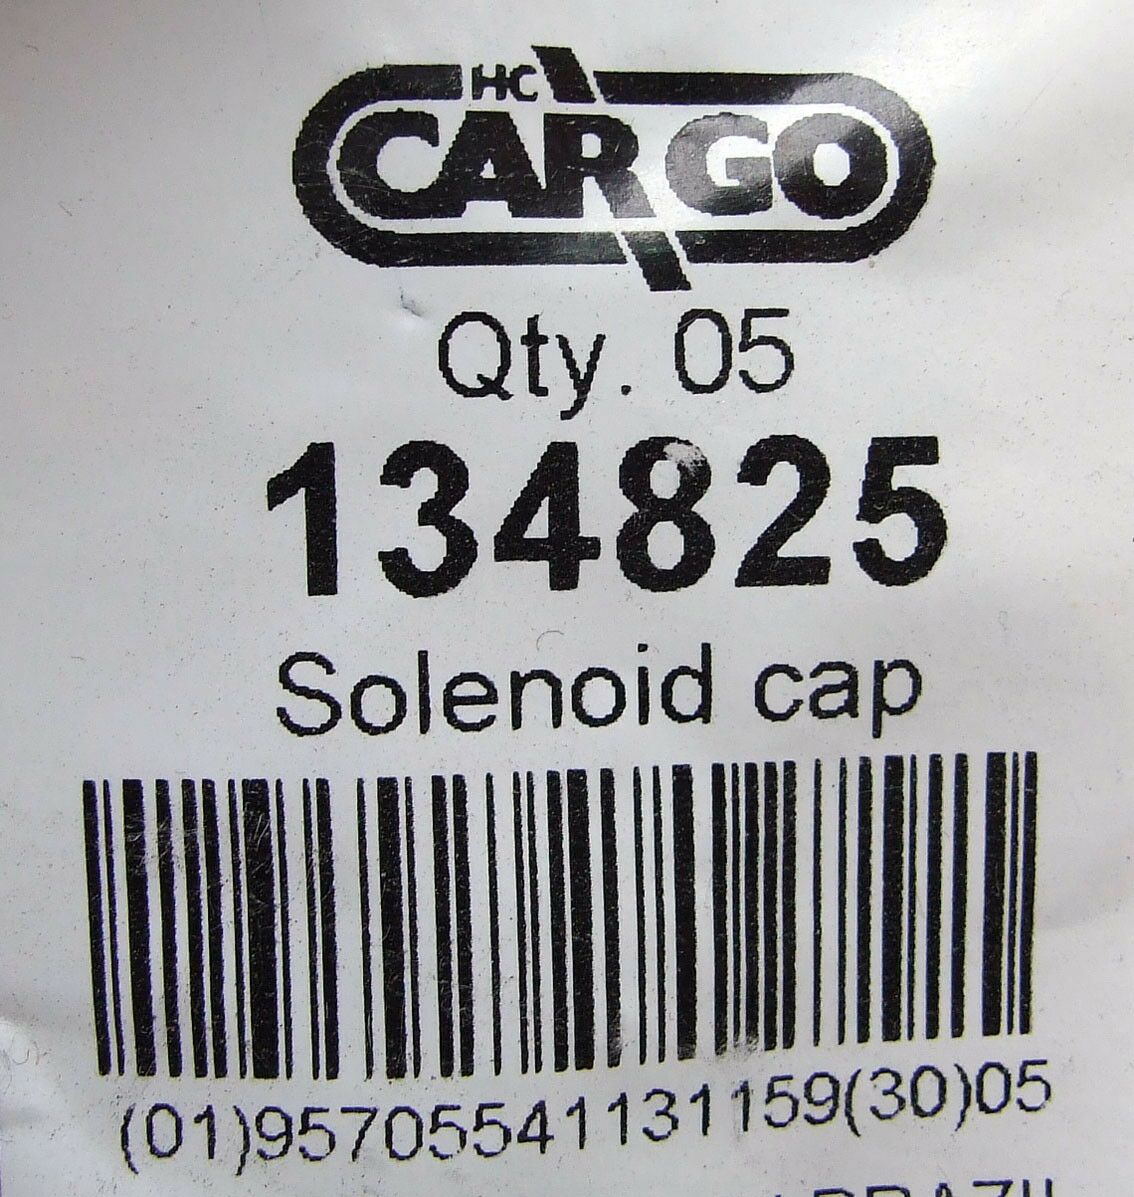 HC
CARGO
Qty. 05
134825
Solenoid cap
(01)95705541131159(30)05